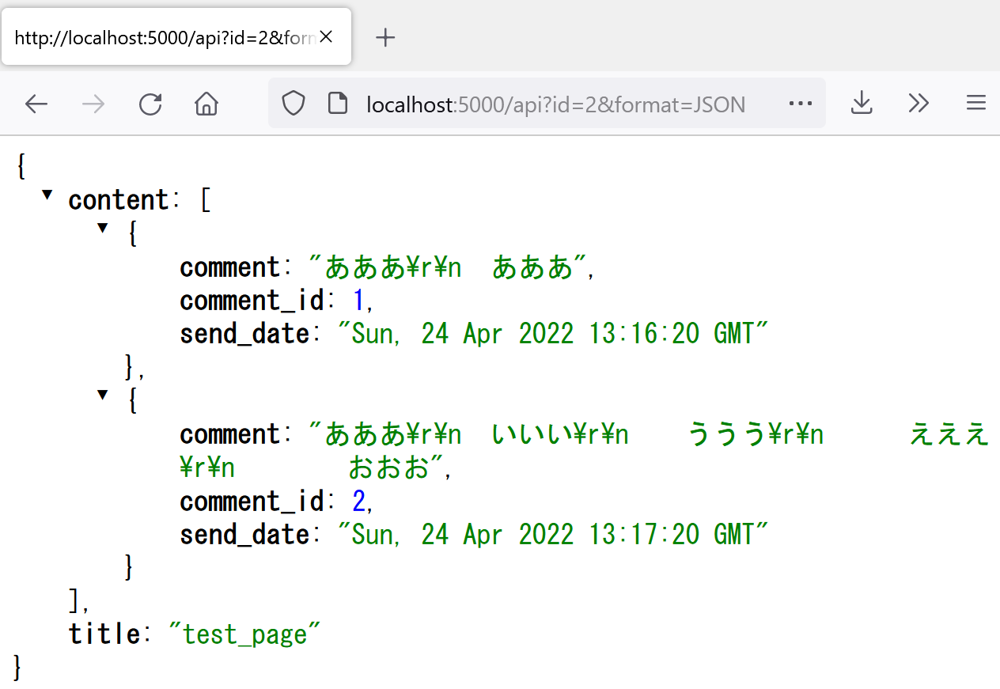 http://localhost:5000/api?id=2&for
localhost:5000/api?id=2&format=JSON
{
content: [
{
comment: "あああ¥r¥n　あああ",
comment_id: 1,
send_date: "Sun, 24 Apr 2022 13:16:20 GMT"
},
{
comment: "あああ¥r¥n　いいい¥r¥n　　ううう¥r¥n　　　えええ
¥r¥n　　　　おおお",
comment_id: 2,
send_date: "Sun, 24 Apr 2022 13:17:20 GMT"
}
],
title: "test_page"
}